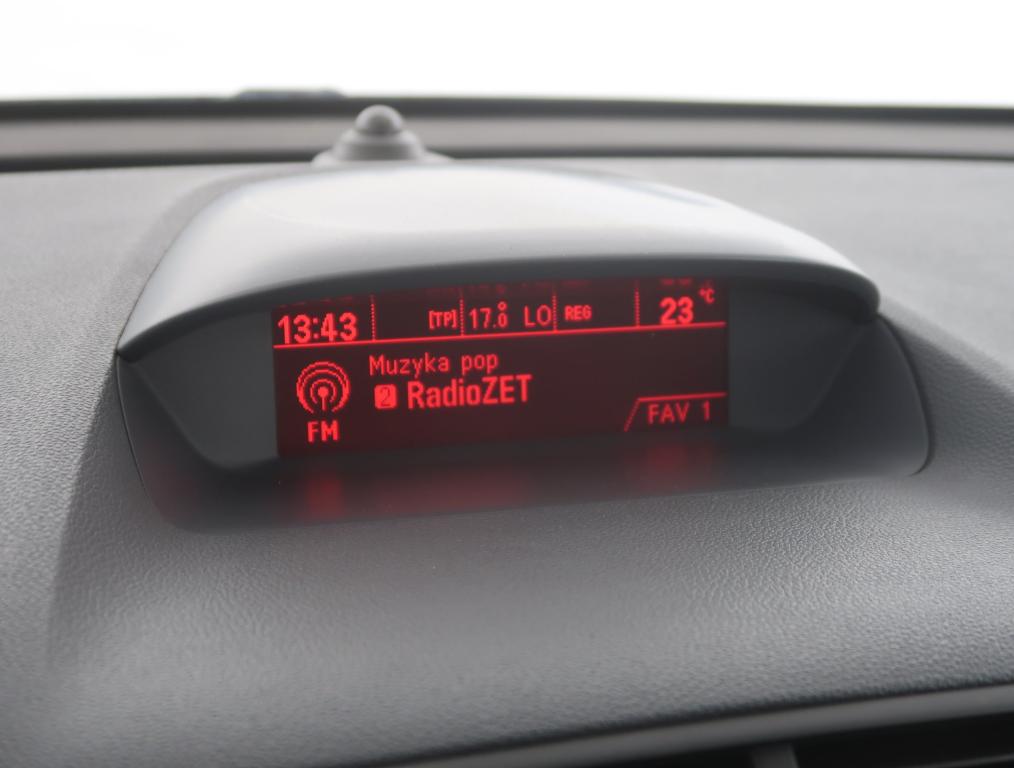 13:43 [TP] 17.0° LO REG 23 °C
Muzyka pop
2 RadioZET
FM FAV 1